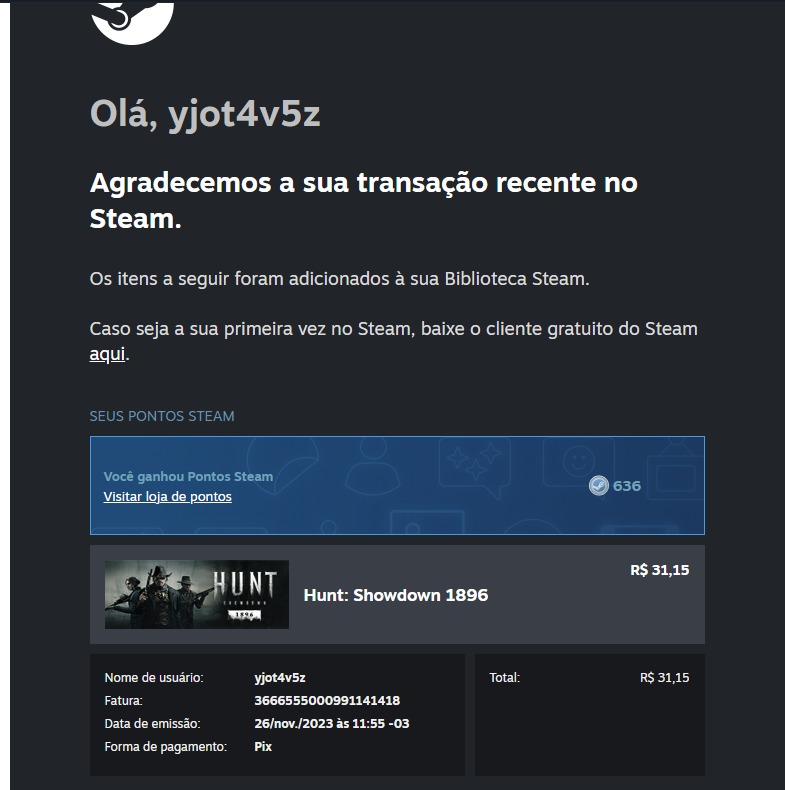 Olá, yjot4v5z
Agradecemos a sua transação recente no
Steam.
Os itens a seguir foram adicionados à sua Biblioteca Steam.
Caso seja a sua primeira vez no Steam, baixe o cliente gratuito do Steam
aqui.
SEUS PONTOS STEAM
Você ganhou Pontos Steam
Visitar loja de pontos
636
R$ 31,15
HUNT
SHOWDOWN
1896
Hunt: Showdown 1896
Nome de usuário: yjot4v5z
Fatura: 3666555000991141418
Data de emissão: 26/nov./2023 às 11:55 -03
Forma de pagamento: Pix
Total: R$ 31,15